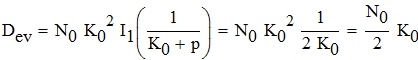 D_ev = N_0 K_0^2 I_1(1/(K_0 + p)) = N_0 K_0^2 1/(2 K_0) = N_0/2 K_0